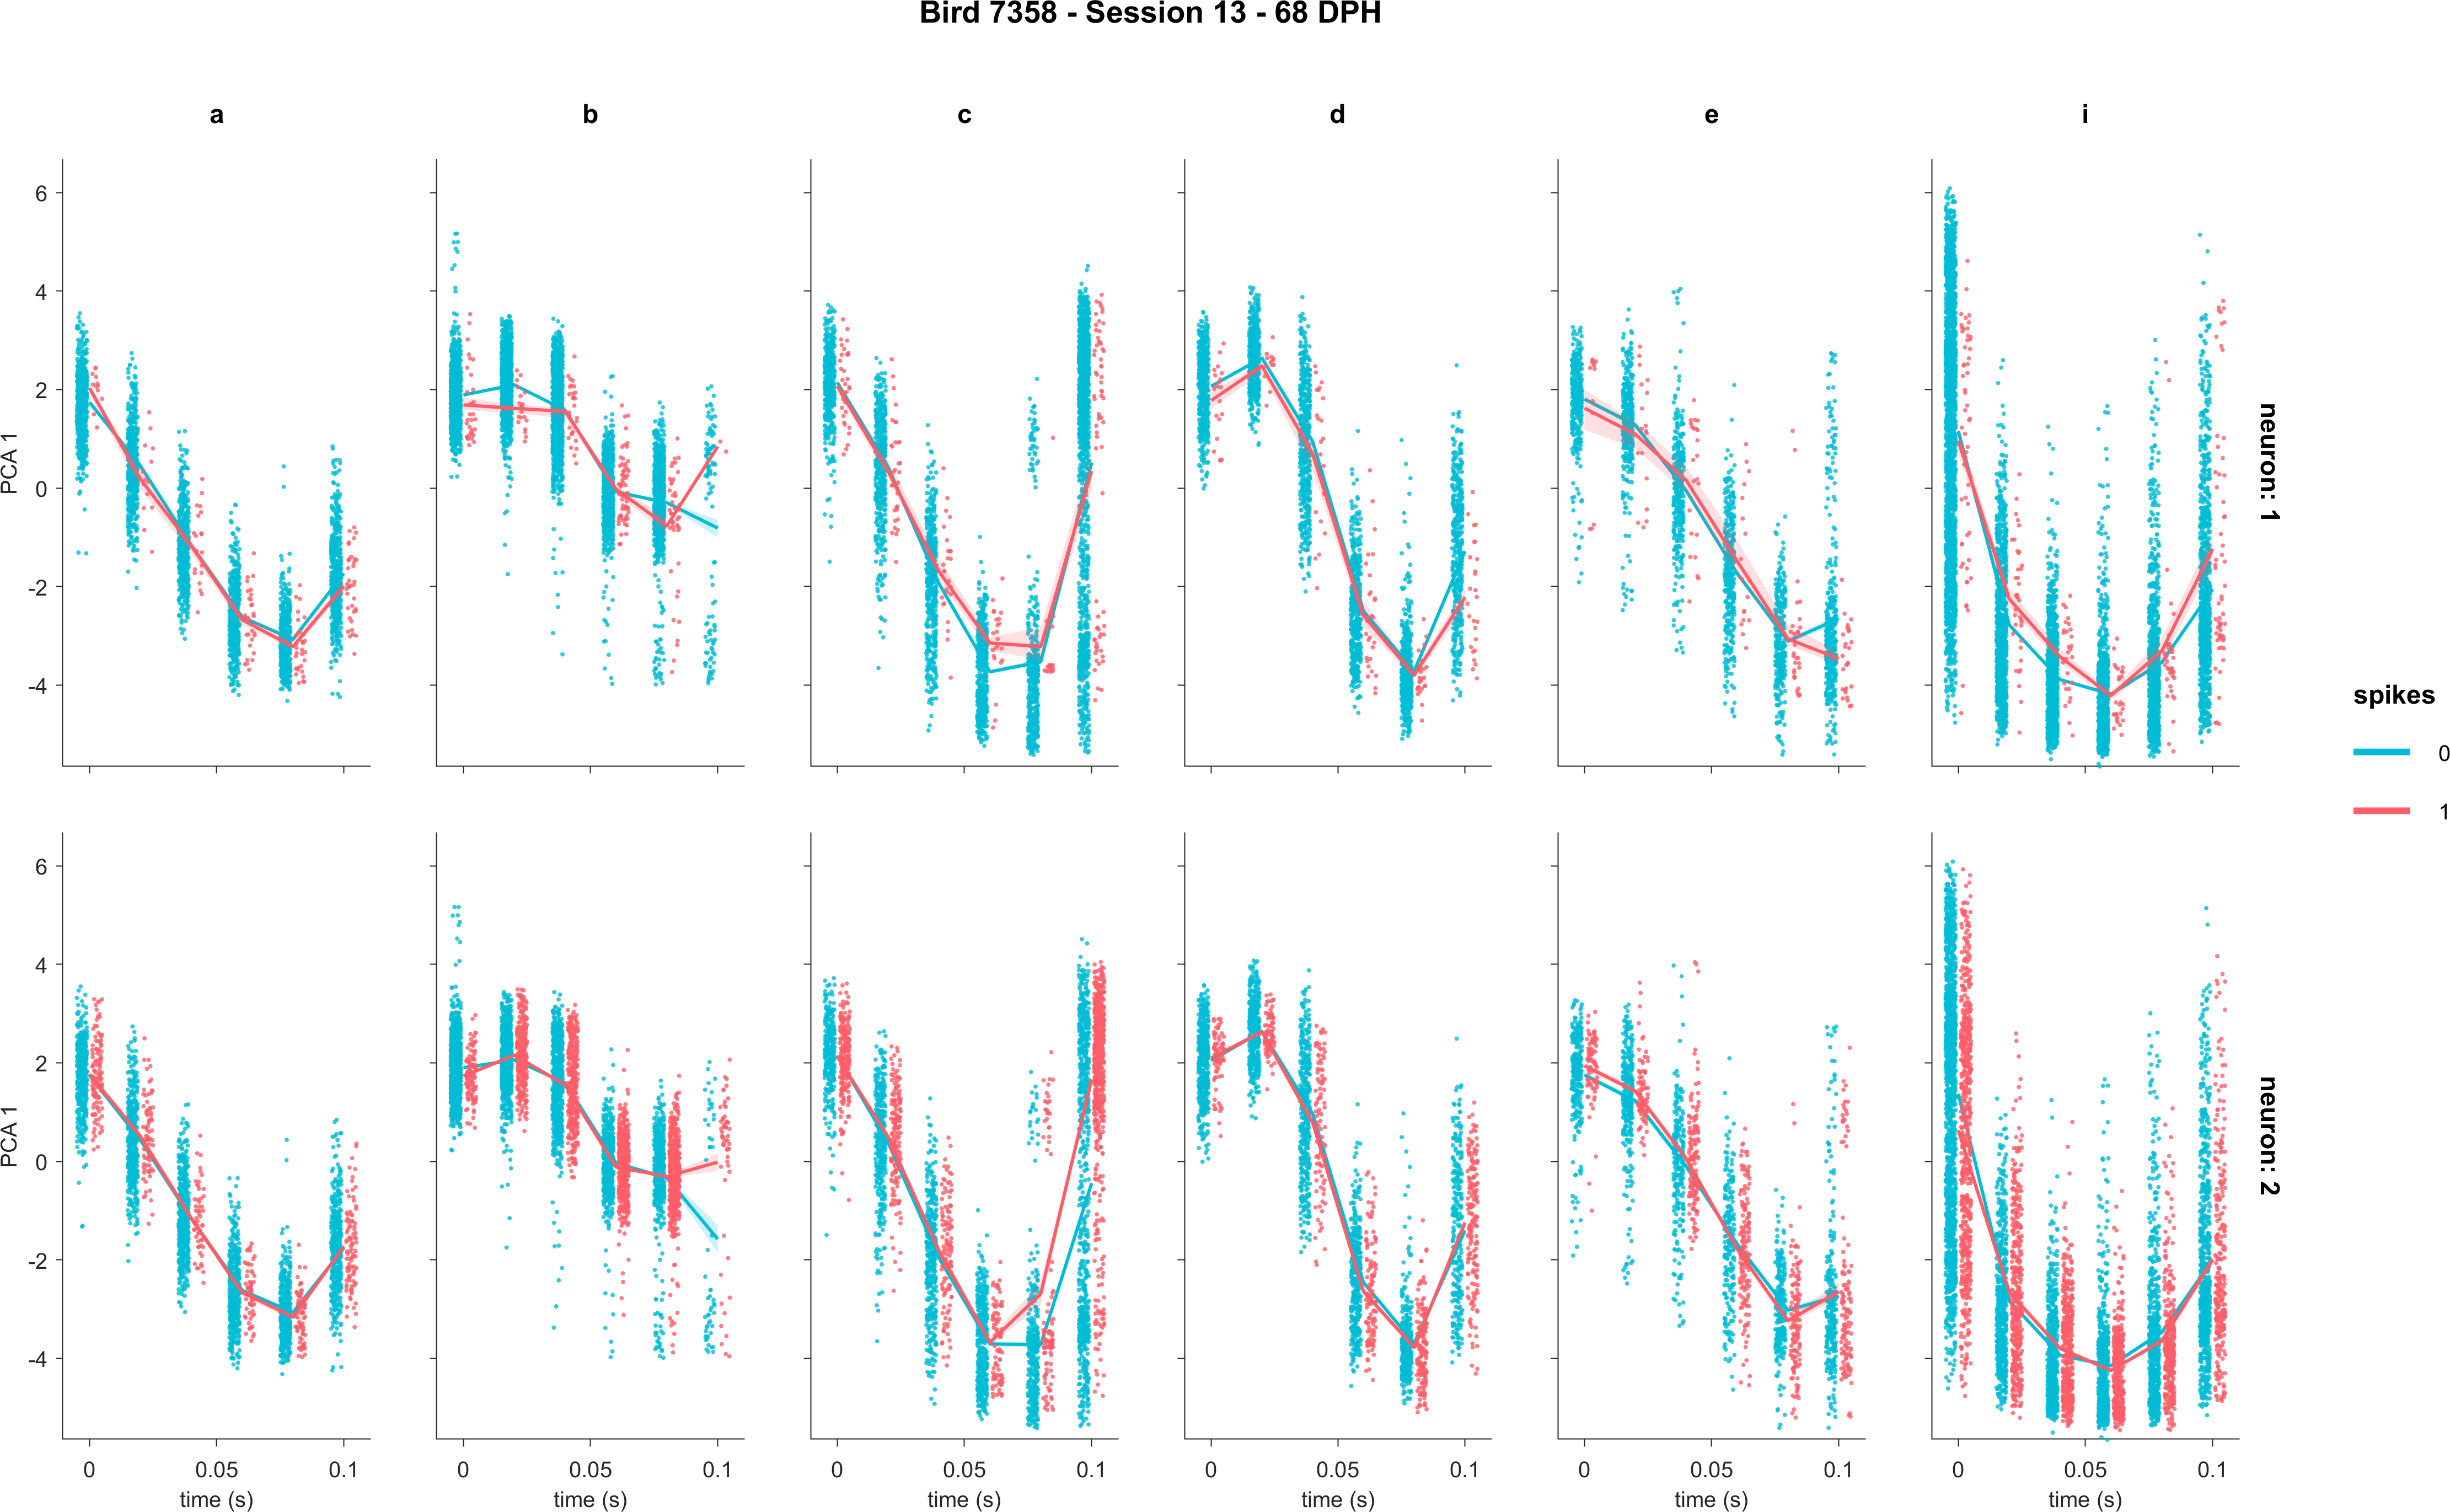 Bird 7358 - Session 13 - 68 DPH
a b c d e i
6
4
2
0
-2
-4
PCA 1
neuron: 1
spikes
0
1
6
4
2
0
-2
-4
PCA 1
neuron: 2
0 0.05 0.1 0 0.05 0.1 0 0.05 0.1 0 0.05 0.1 0 0.05 0.1 0 0.05 0.1
time (s) time (s) time (s) time (s) time (s) time (s)